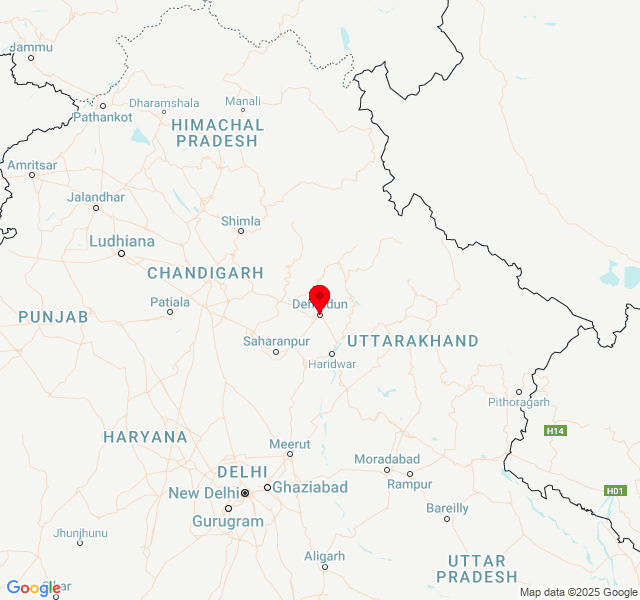 Jammu
Manali
Dharamshala
Pathankot
HIMACHAL
PRADESH
Amritsar
Jalandhar
Shimla
Ludhiana
CHANDIGARH
Patiala
PUNJAB
Saharanpur
UTTARAKHAND
Haridwar
Pithoragarh
H14
HARYANA
Meerut
Moradabad
DELHI
Rampur
New Delhi
Ghaziabad
H01
Gurugram
Bareilly
Jhunjhunu
Aligarh
UTTAR
PRADESH
Google
Map data ©2025 Google